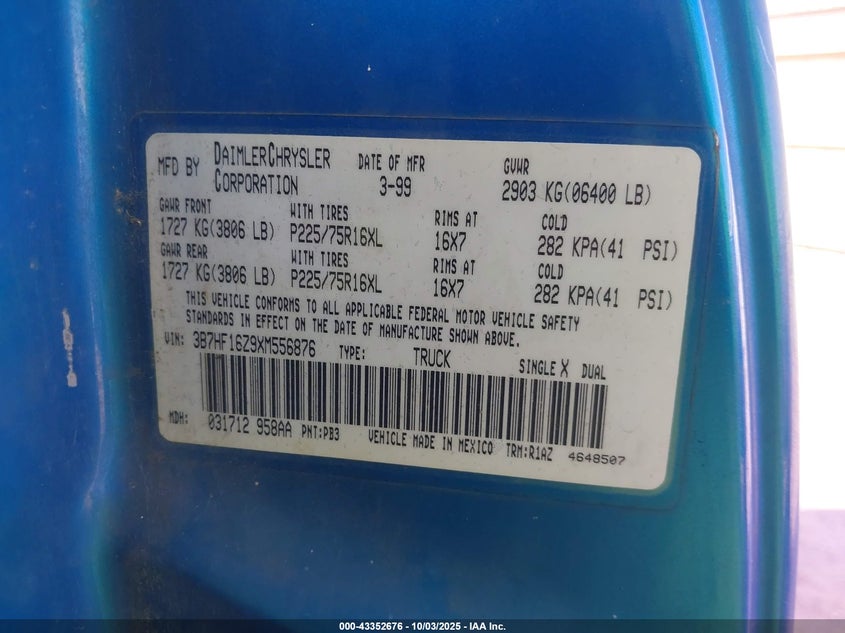 MFD BY DAIMLERCHRYSLER CORPORATION DATE OF MFR 3-99 GVWR 2903 KG(06400 LB)
GAWR FRONT WITH TIRES RIMS AT COLD
1727 KG(3806 LB) P225/75R16XL 16X7 282 KPA(41 PSI)
GAWR REAR WITH TIRES RIMS AT COLD
1727 KG(3806 LB) P225/75R16XL 16X7 282 KPA(41 PSI)
THIS VEHICLE CONFORMS TO ALL APPLICABLE FEDERAL MOTOR VEHICLE SAFETY
STANDARDS IN EFFECT ON THE DATE OF MANUFACTURE SHOWN ABOVE.
VIN: 3B7HF16Z9XM556876 TYPE: TRUCK SINGLE X DUAL
MDH: 031712 958AA PNT:PB3 VEHICLE MADE IN MEXICO TRM:R1AZ 4648507
000-43352676 - 10/03/2025 - IAA Inc.